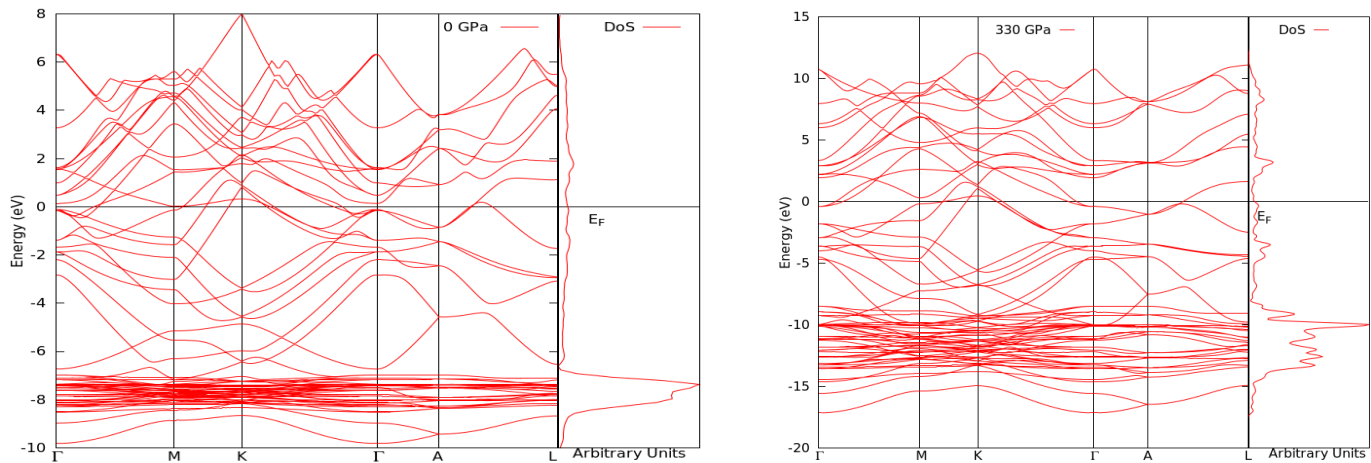 8
6
4
2
0
-2
-4
-6
-8
-10
Energy (eV)
0 GPa
DoS
E_F
Γ M K Γ A L
Arbitrary Units
15
10
5
0
-5
-10
-15
-20
Energy (eV)
330 GPa
DoS
E_F
Γ M K Γ A L
Arbitrary Units